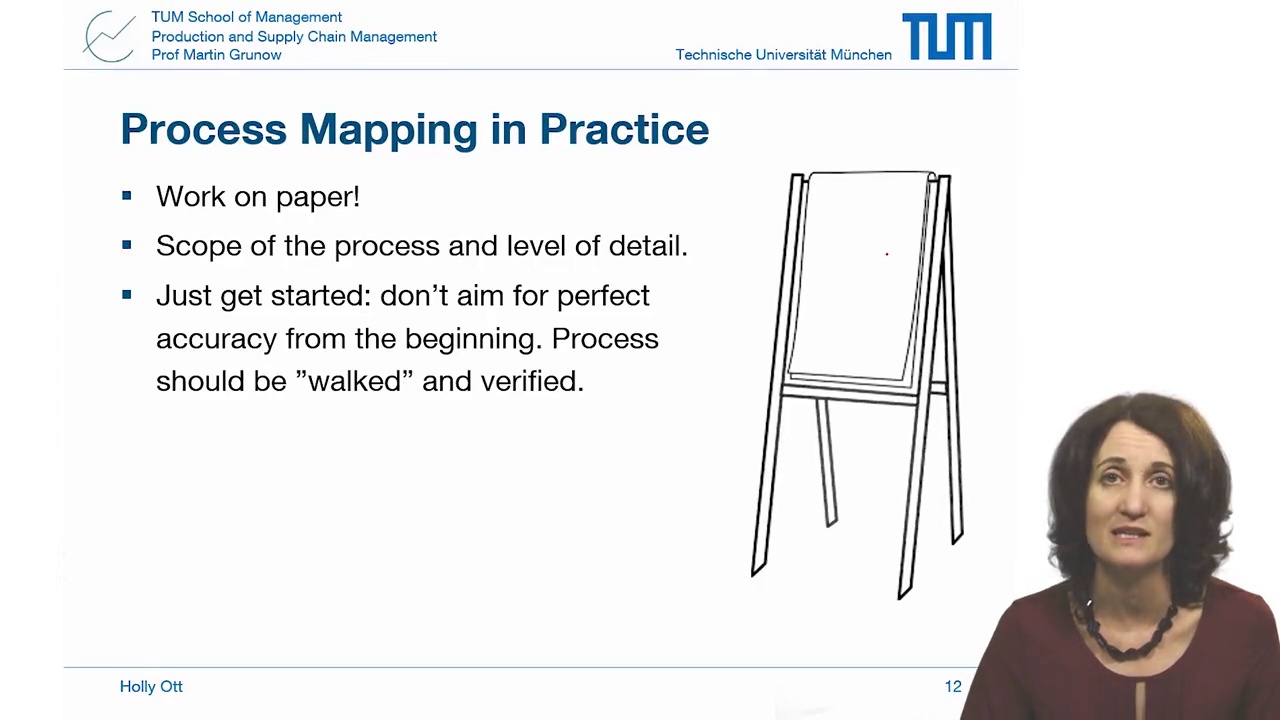 TUM School of Management
Production and Supply Chain Management
Prof Martin Grunow
Technische Universität München
TUM
Process Mapping in Practice
▪ Work on paper!
▪ Scope of the process and level of detail.
▪ Just get started: don’t aim for perfect
accuracy from the beginning. Process
should be ”walked” and verified.
Holly Ott
12